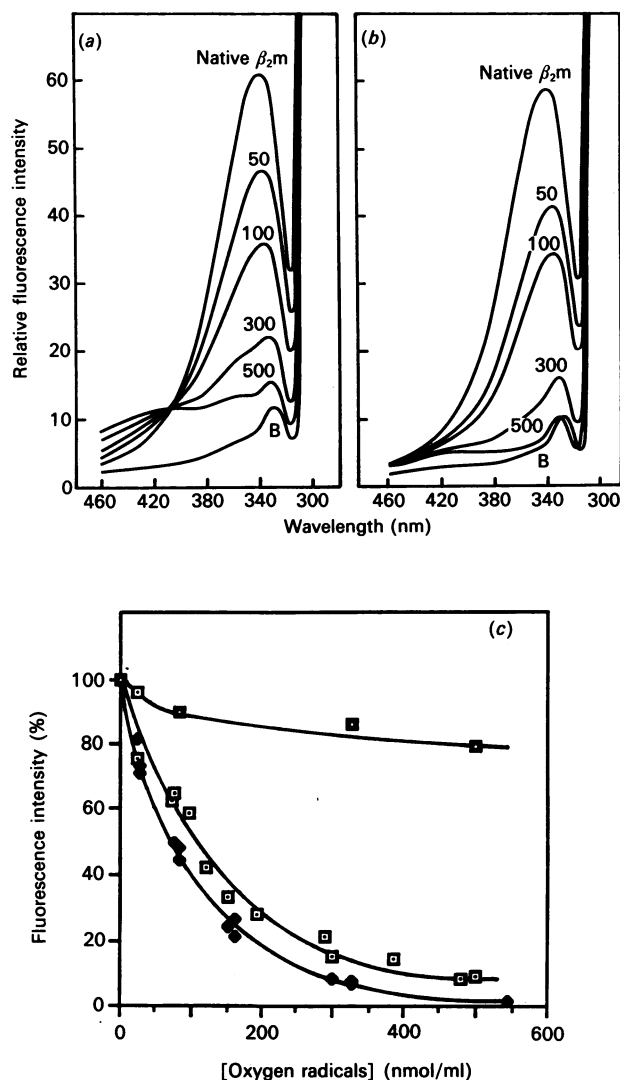 (a)
(b)
Native β2m
Native β2m
60
50
40
30
20
10
0
Relative fluorescence intensity
50
100
300
500
B
50
100
300
500
B
460 420 380 340 300
460 420 380 340 300
Wavelength (nm)
(c)
100
80
60
40
20
0
Fluorescence intensity (%)
0 200 400 600
[Oxygen radicals] (nmol/ml)